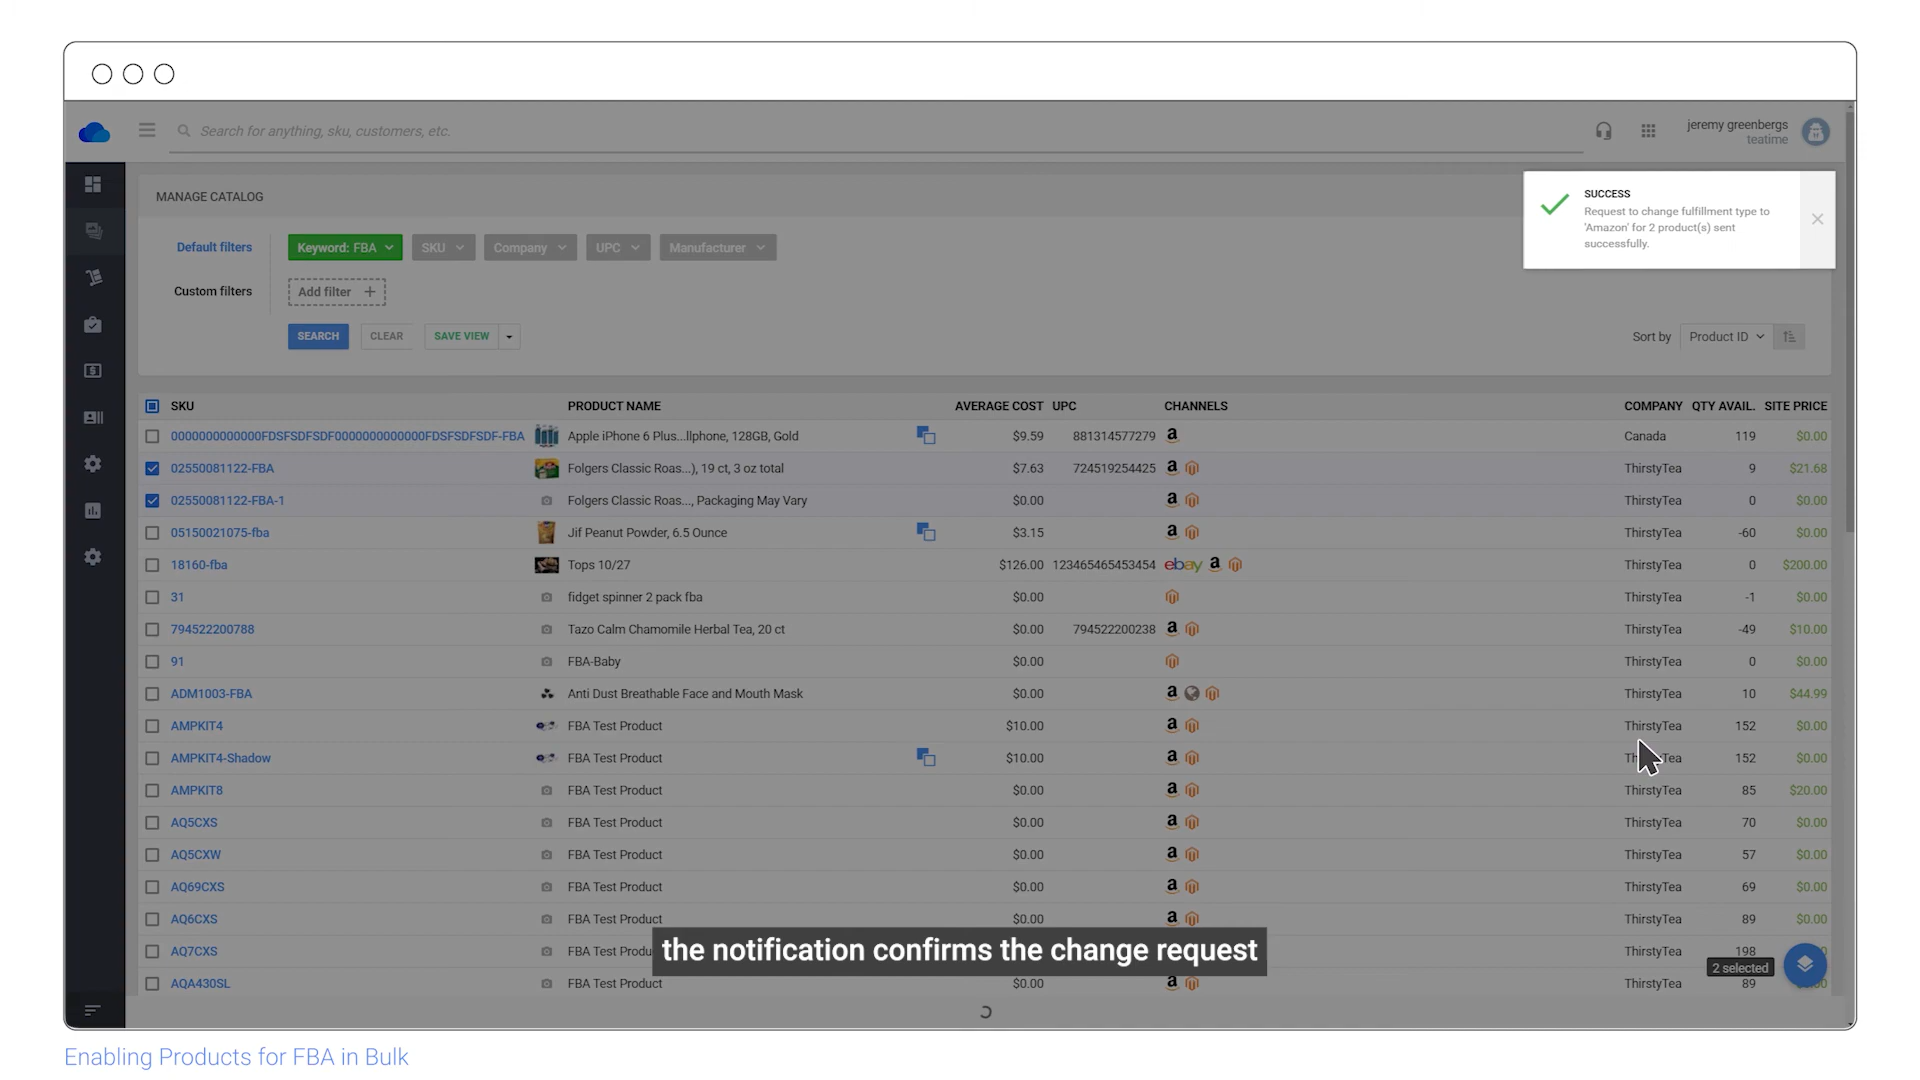 Search for anything, sku, customers, etc.
jeremy greenbergs
teatime
MANAGE CATALOG
SUCCESS
Request to change fulfillment type to
'Amazon' for 2 product(s) sent
successfully.
Default filters Keyword: FBA SKU Company UPC Manufacturer
Custom filters Add filter +
SEARCH CLEAR SAVE VIEW Sort by Product ID
SKU PRODUCT NAME AVERAGE COST UPC CHANNELS COMPANY QTY AVAIL. SITE PRICE
0000000000000FDSFSDFSDF0000000000000FDSFSDFSDF-FBA Apple iPhone 6 Plus...llphone, 128GB, Gold $9.59 881314577279 a Canada 119 $0.00
02550081122-FBA Folgers Classic Roas...), 19 ct, 3 oz total $7.63 724519254425 a ThirstyTea 9 $21.68
02550081122-FBA-1 Folgers Classic Roas..., Packaging May Vary $0.00 a ThirstyTea 0 $0.00
05150021075-fba Jif Peanut Powder, 6.5 Ounce $3.15 a ThirstyTea -60 $0.00
18160-fba Tops 10/27 $126.00 123465465453454 ebay a ThirstyTea 0 $200.00
31 fidget spinner 2 pack fba $0.00 ThirstyTea -1 $0.00
794522200788 Tazo Calm Chamomile Herbal Tea, 20 ct $0.00 794522200238 a ThirstyTea -49 $10.00
91 FBA-Baby $0.00 ThirstyTea 0 $0.00
ADM1003-FBA Anti Dust Breathable Face and Mouth Mask $0.00 a ThirstyTea 10 $44.99
AMPKIT4 FBA Test Product $10.00 a ThirstyTea 152 $0.00
AMPKIT4-Shadow FBA Test Product $10.00 a Th Tea 152 $0.00
AMPKIT8 FBA Test Product $0.00 a ThirstyTea 85 $20.00
AQ5CXS FBA Test Product $0.00 a ThirstyTea 70 $0.00
AQ5CXW FBA Test Product $0.00 a ThirstyTea 57 $0.00
AQ69CXS FBA Test Product $0.00 a ThirstyTea 69 $0.00
AQ6CXS FBA Test Product $0.00 a ThirstyTea 89 $0.00
AQ7CXS FBA Test ThirstyTea 198
the notification confirms the change request
2 selected
AQA430SL FBA Test Product $0.00 a ThirstyTea 89
Enabling Products for FBA in Bulk